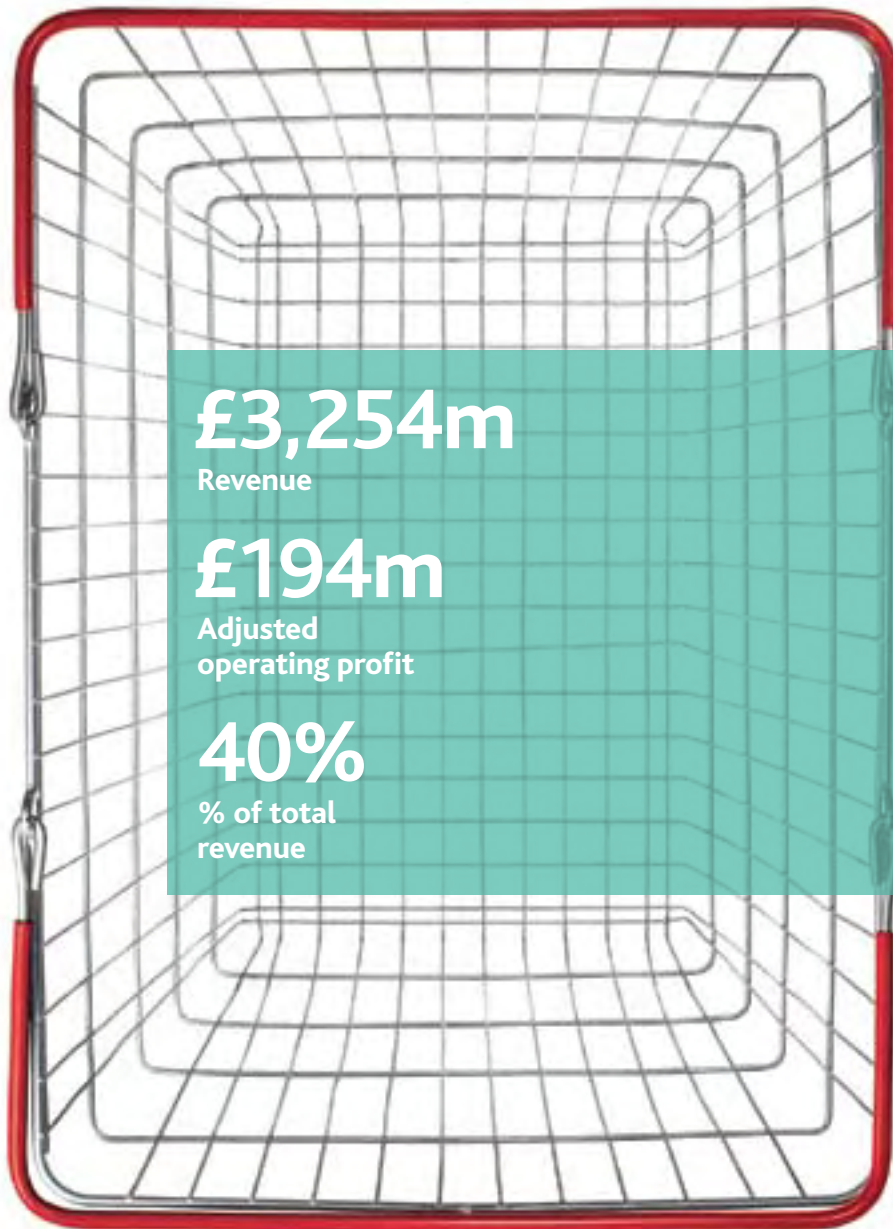 £3,254m
Revenue
£194m
Adjusted
operating profit
40%
% of total
revenue